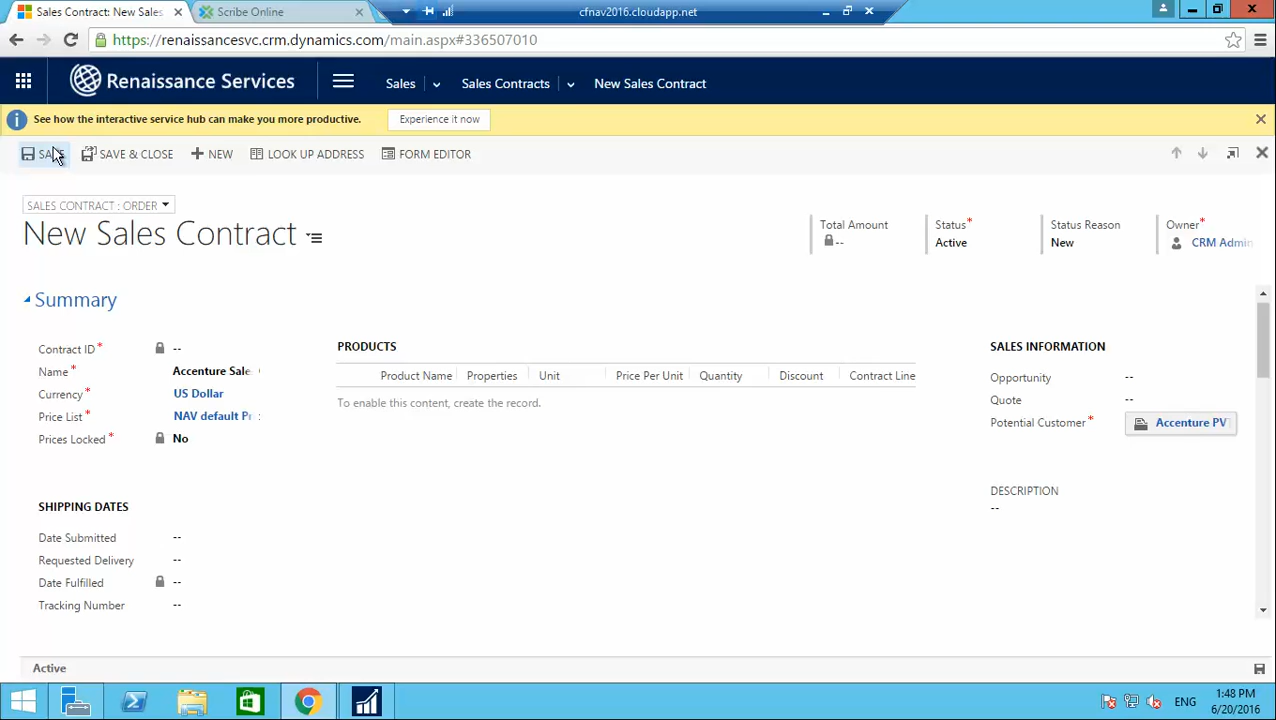 Sales Contract: New Sales
Scribe Online
cfnav2016.cloudapp.net
https://renaissancesvc.crm.dynamics.com/main.aspx#336507010
Renaissance Services
Sales
Sales Contracts
New Sales Contract
See how the interactive service hub can make you more productive.
Experience it now
SAVE
SAVE & CLOSE
NEW
LOOK UP ADDRESS
FORM EDITOR
SALES CONTRACT : ORDER
New Sales Contract
Total Amount
--
Status*
Active
Status Reason
New
Owner*
CRM Admin
Summary
Contract ID* --
Name* Accenture Sale
Currency* US Dollar
Price List* NAV default P
Prices Locked* No
SHIPPING DATES
Date Submitted --
Requested Delivery --
Date Fulfilled --
Tracking Number --
PRODUCTS
Product Name Properties Unit Price Per Unit Quantity Discount Contract Line
To enable this content, create the record.
SALES INFORMATION
Opportunity --
Quote --
Potential Customer* Accenture PV
DESCRIPTION
--
Active
ENG
1:48 PM
6/20/2016